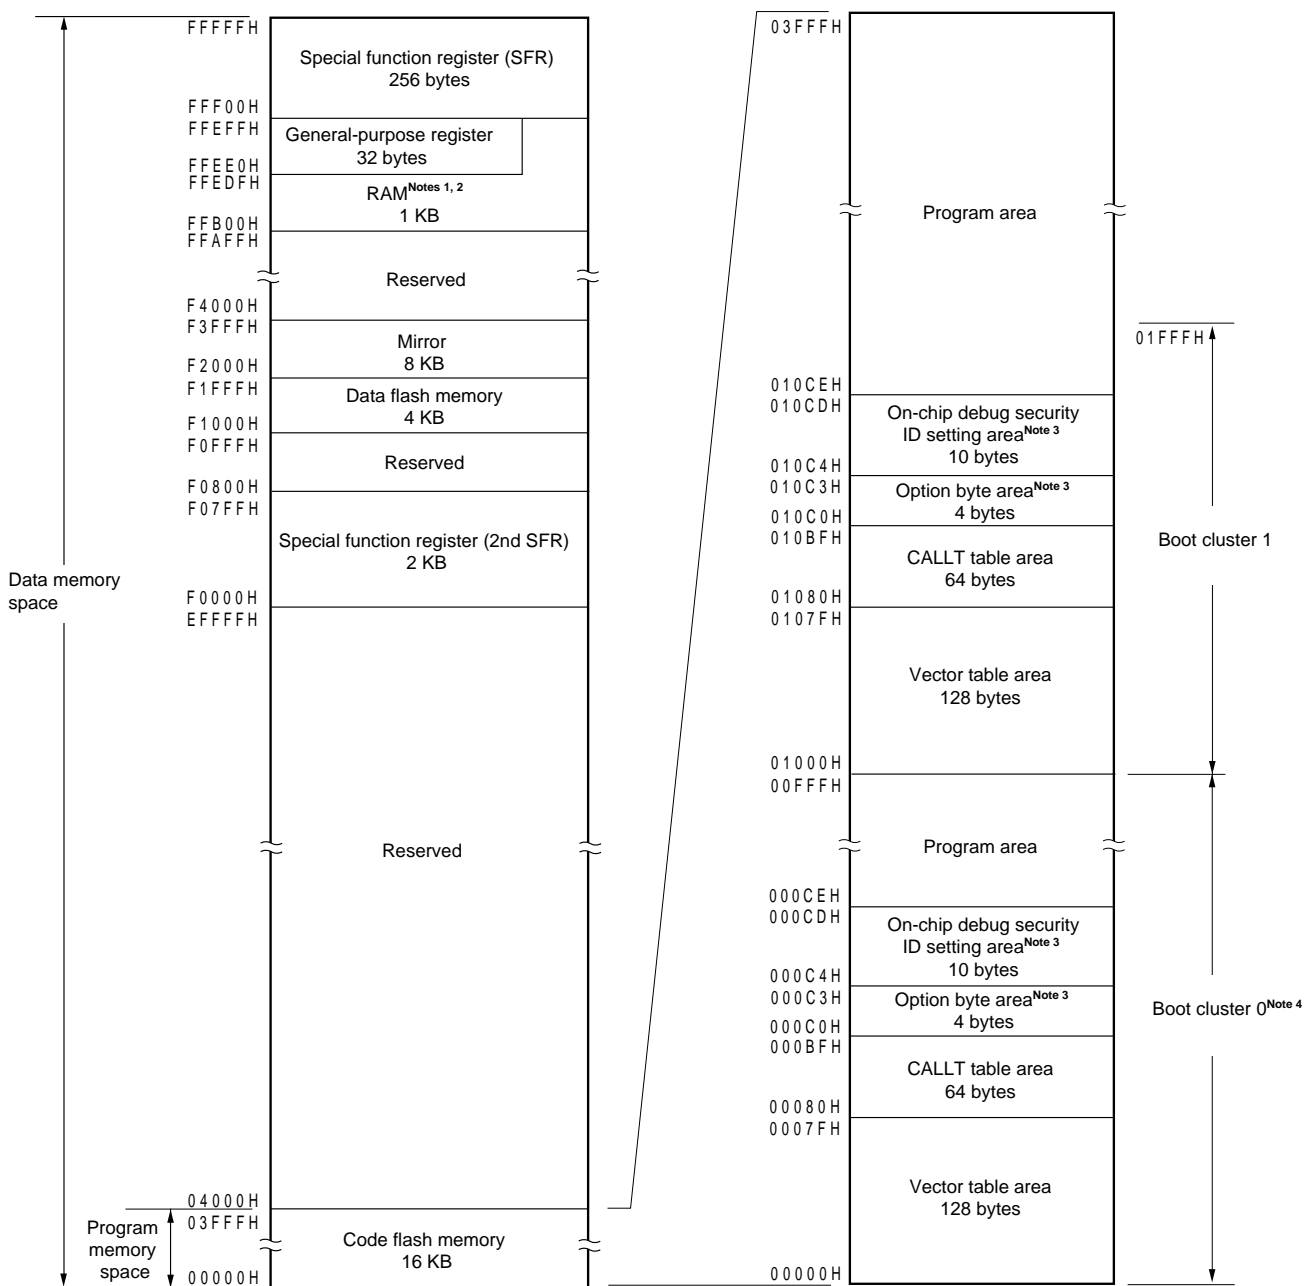 FFFFFH
Special function register (SFR)
256 bytes
FFF00H
FFEFFH
General-purpose register
32 bytes
FFEE0H
FFEDFH
RAMNotes 1, 2
1 KB
FFB00H
FFAFFH
Reserved
F4000H
F3FFFH
Mirror
8 KB
F2000H
F1FFFH
Data flash memory
4 KB
F1000H
F0FFFH
Reserved
F0800H
F07FFH
Special function register (2nd SFR)
2 KB
F0000H
EFFFFH
Data memory
space
Reserved
04000H
03FFFH
Program
memory
space
Code flash memory
16 KB
00000H
03FFFH
Program area
01FFFH
010CEH
010CDH
On-chip debug security
ID setting areaNote 3
10 bytes
010C4H
010C3H
Option byte areaNote 3
4 bytes
010C0H
010BFH
CALLT table area
64 bytes
Boot cluster 1
01080H
0107FH
Vector table area
128 bytes
01000H
00FFFH
Program area
000CEH
000CDH
On-chip debug security
ID setting areaNote 3
10 bytes
000C4H
000C3H
Option byte areaNote 3
4 bytes
Boot cluster 0Note 4
000C0H
000BFH
CALLT table area
64 bytes
00080H
0007FH
Vector table area
128 bytes
00000H